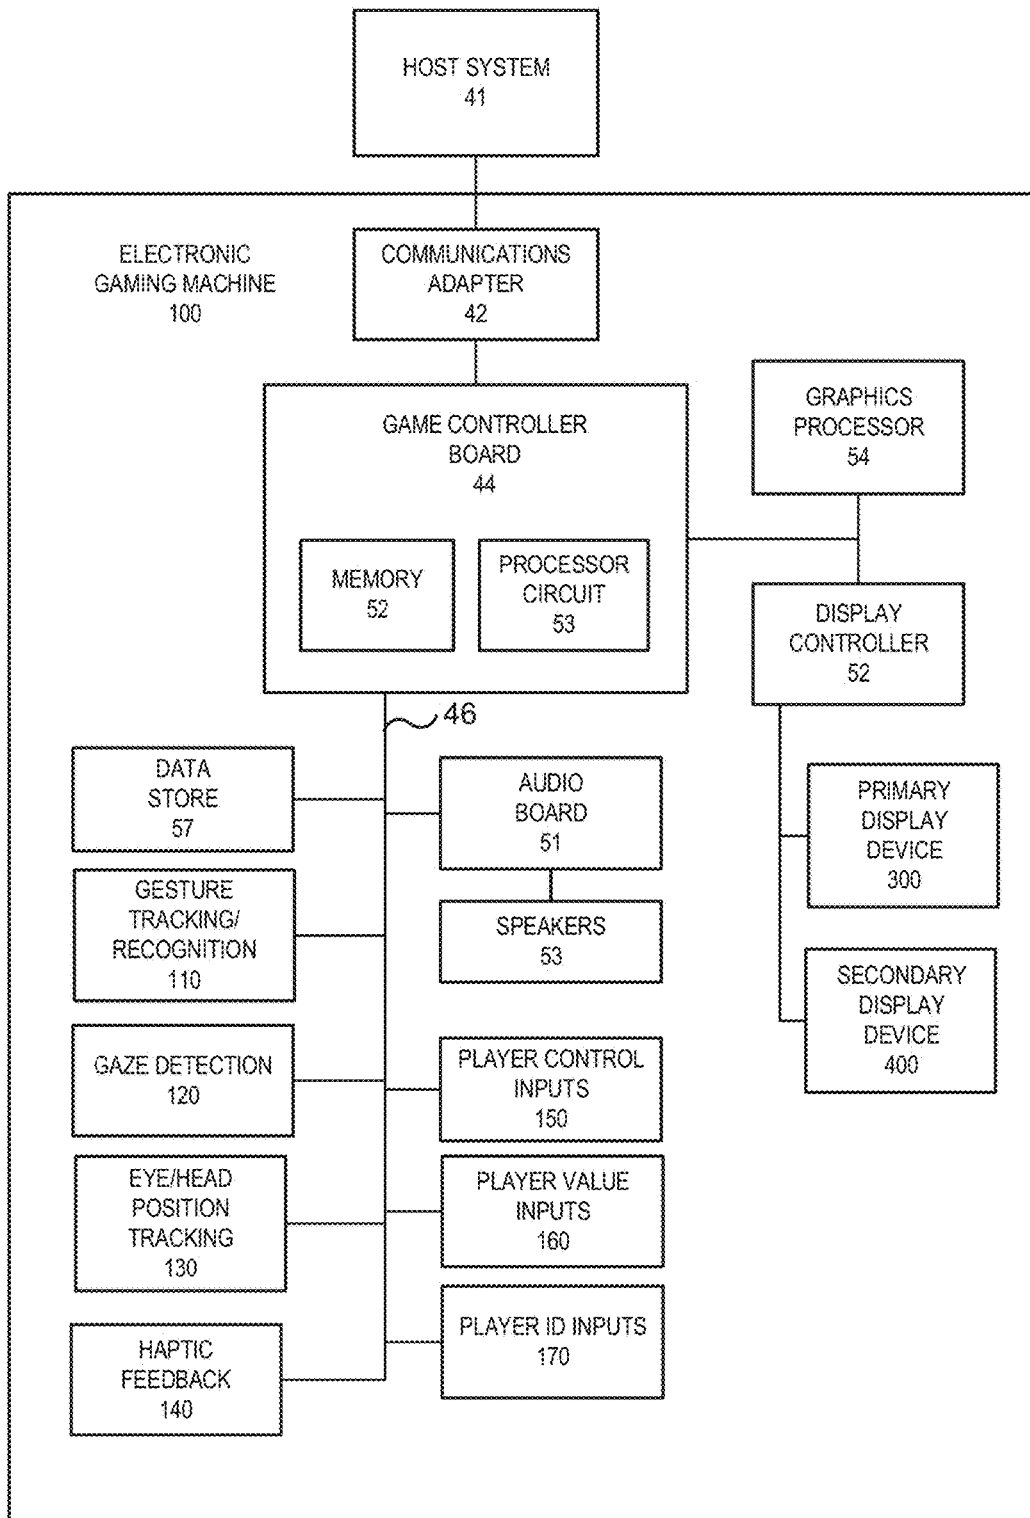 HOST SYSTEM
41
ELECTRONIC
GAMING MACHINE
100
COMMUNICATIONS
ADAPTER
42
GAME CONTROLLER
BOARD
44
MEMORY
52
PROCESSOR
CIRCUIT
53
GRAPHICS
PROCESSOR
54
DISPLAY
CONTROLLER
52
46
DATA
STORE
57
AUDIO
BOARD
51
PRIMARY
DISPLAY
DEVICE
300
GESTURE
TRACKING/
RECOGNITION
110
SPEAKERS
53
SECONDARY
DISPLAY
DEVICE
400
GAZE DETECTION
120
PLAYER CONTROL
INPUTS
150
EYE/HEAD
POSITION
TRACKING
130
PLAYER VALUE
INPUTS
160
HAPTIC
FEEDBACK
140
PLAYER ID INPUTS
170